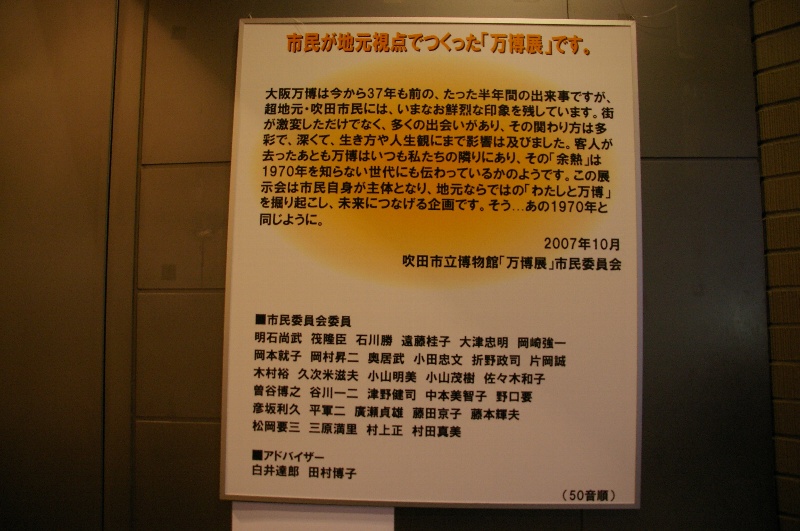 市民が地元視点でつくった「万博展」です。
大阪万博は今から37年も前の、たった半年間の出来事ですが、
超地元・吹田市民には、いまなお鮮烈な印象を残しています。街
が激変しただけでなく、多くの出会いがあり、その関わり方は多
彩で、深くて、生き方や人生観にまで影響は及びました。客人が
去ったあとも万博はいつも私たちの隣りにあり、その「余熱」は
1970年を知らない世代にも伝わっているかのようです。この展
示会は市民自身が主体となり、地元ならではの「わたしと万博」
を掘り起こし、未来につなげる企画です。そう…あの1970年と
同じように。
2007年10月
吹田市立博物館「万博展」市民委員会
■市民委員会委員
明石尚武 筏隆臣 石川勝 遠藤桂子 大津忠明 岡崎強一
岡本就子 岡村昇二 奥居武 小田忠文 折野政司 片岡誠
木村裕 久次米滋夫 小山明美 小山茂樹 佐々木和子
曽谷博之 谷川一二 津野健司 中本美智子 野口要
彦坂利久 平軍二 廣瀬貞雄 藤田京子 藤本輝夫
松岡要三 三原満里 村上正 村田真美
■アドバイザー
臼井達郎 田村博子
（50音順）